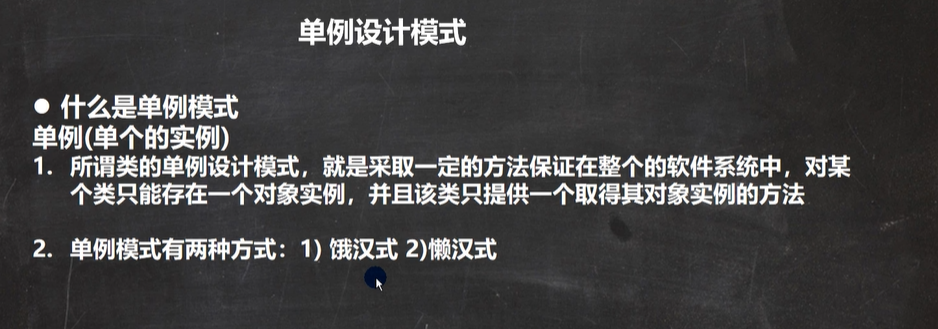 单例设计模式
● 什么是单例模式
单例(单个的实例)
1. 所谓类的单例设计模式，就是采取一定的方法保证在整个的软件系统中，对某
个类只能存在一个对象实例，并且该类只提供一个取得其对象实例的方法
2. 单例模式有两种方式：1) 饿汉式 2)懒汉式